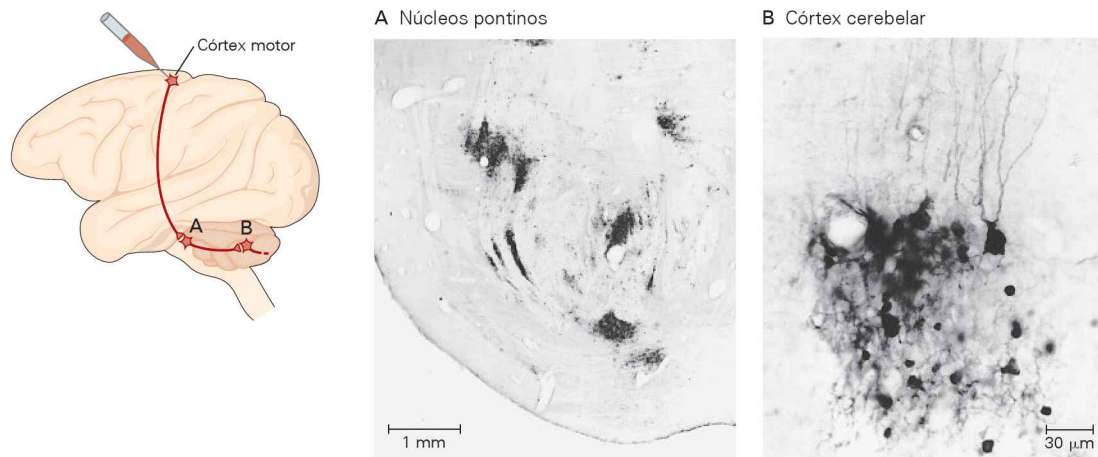 Córtex motor
A
B
A Núcleos pontinos
1 mm
B Córtex cerebelar
30 µm